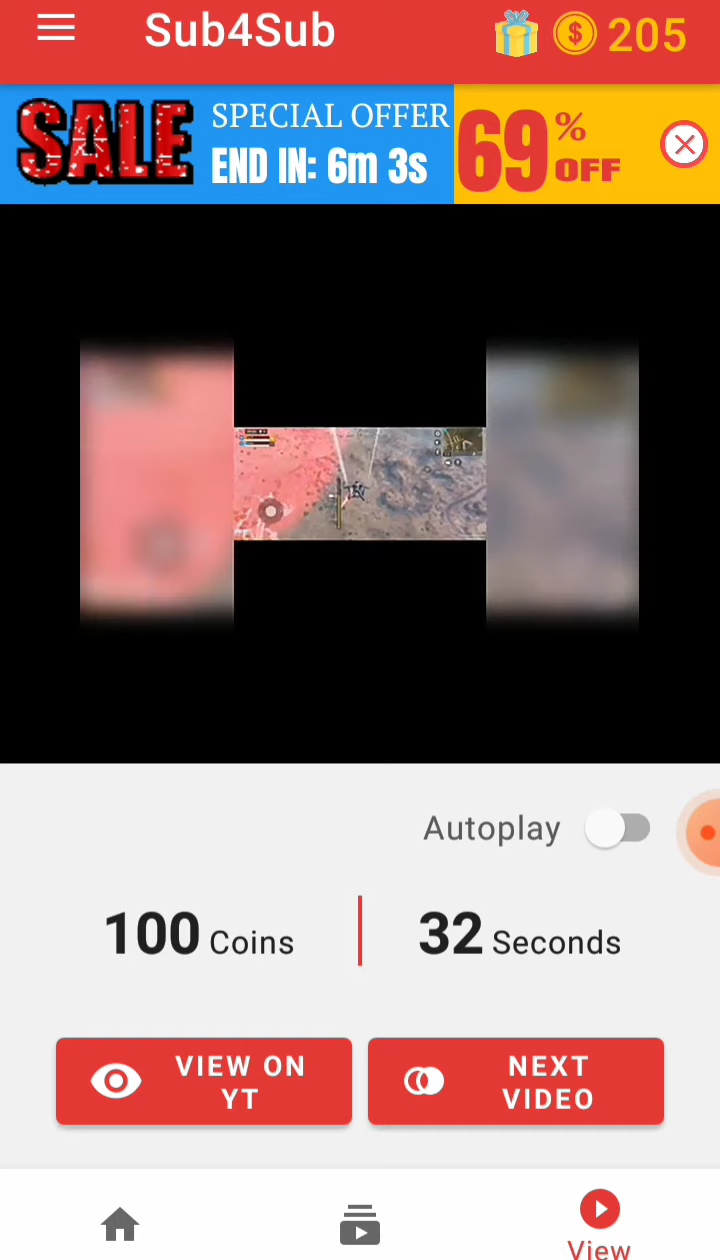 Sub4Sub
205
SALE
SPECIAL OFFER
END IN: 6m 3s
69% OFF
Autoplay
100 Coins
32 Seconds
VIEW ON
YT
NEXT
VIDEO
View